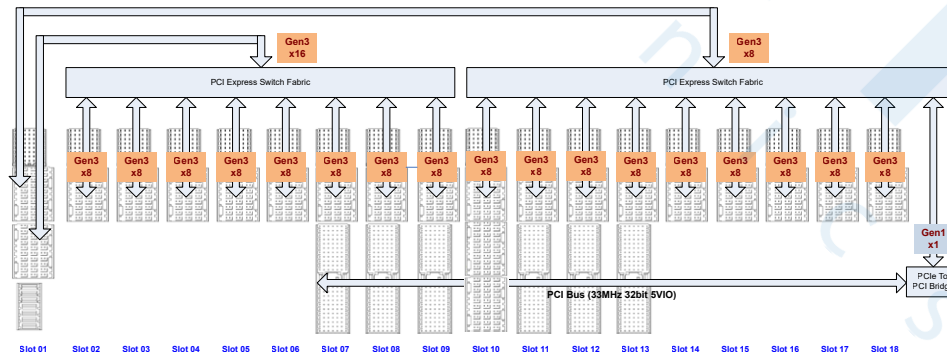 Gen3
x16
Gen3
x8
PCI Express Switch Fabric
PCI Express Switch Fabric
Gen3
x8
Gen3
x8
Gen3
x8
Gen3
x8
Gen3
x8
Gen3
x8
Gen3
x8
Gen3
x8
Gen3
x8
Gen3
x8
Gen3
x8
Gen3
x8
Gen3
x8
Gen3
x8
Gen3
x8
Gen3
x8
Gen3
x8
Gen1
x1
PCIe To
PCI Bridg
PCI Bus (33MHz 32bit 5VIO)
Slot 01 Slot 02 Slot 03 Slot 04 Slot 05 Slot 06 Slot 07 Slot 08 Slot 09 Slot 10 Slot 11 Slot 12 Slot 13 Slot 14 Slot 15 Slot 16 Slot 17 Slot 18